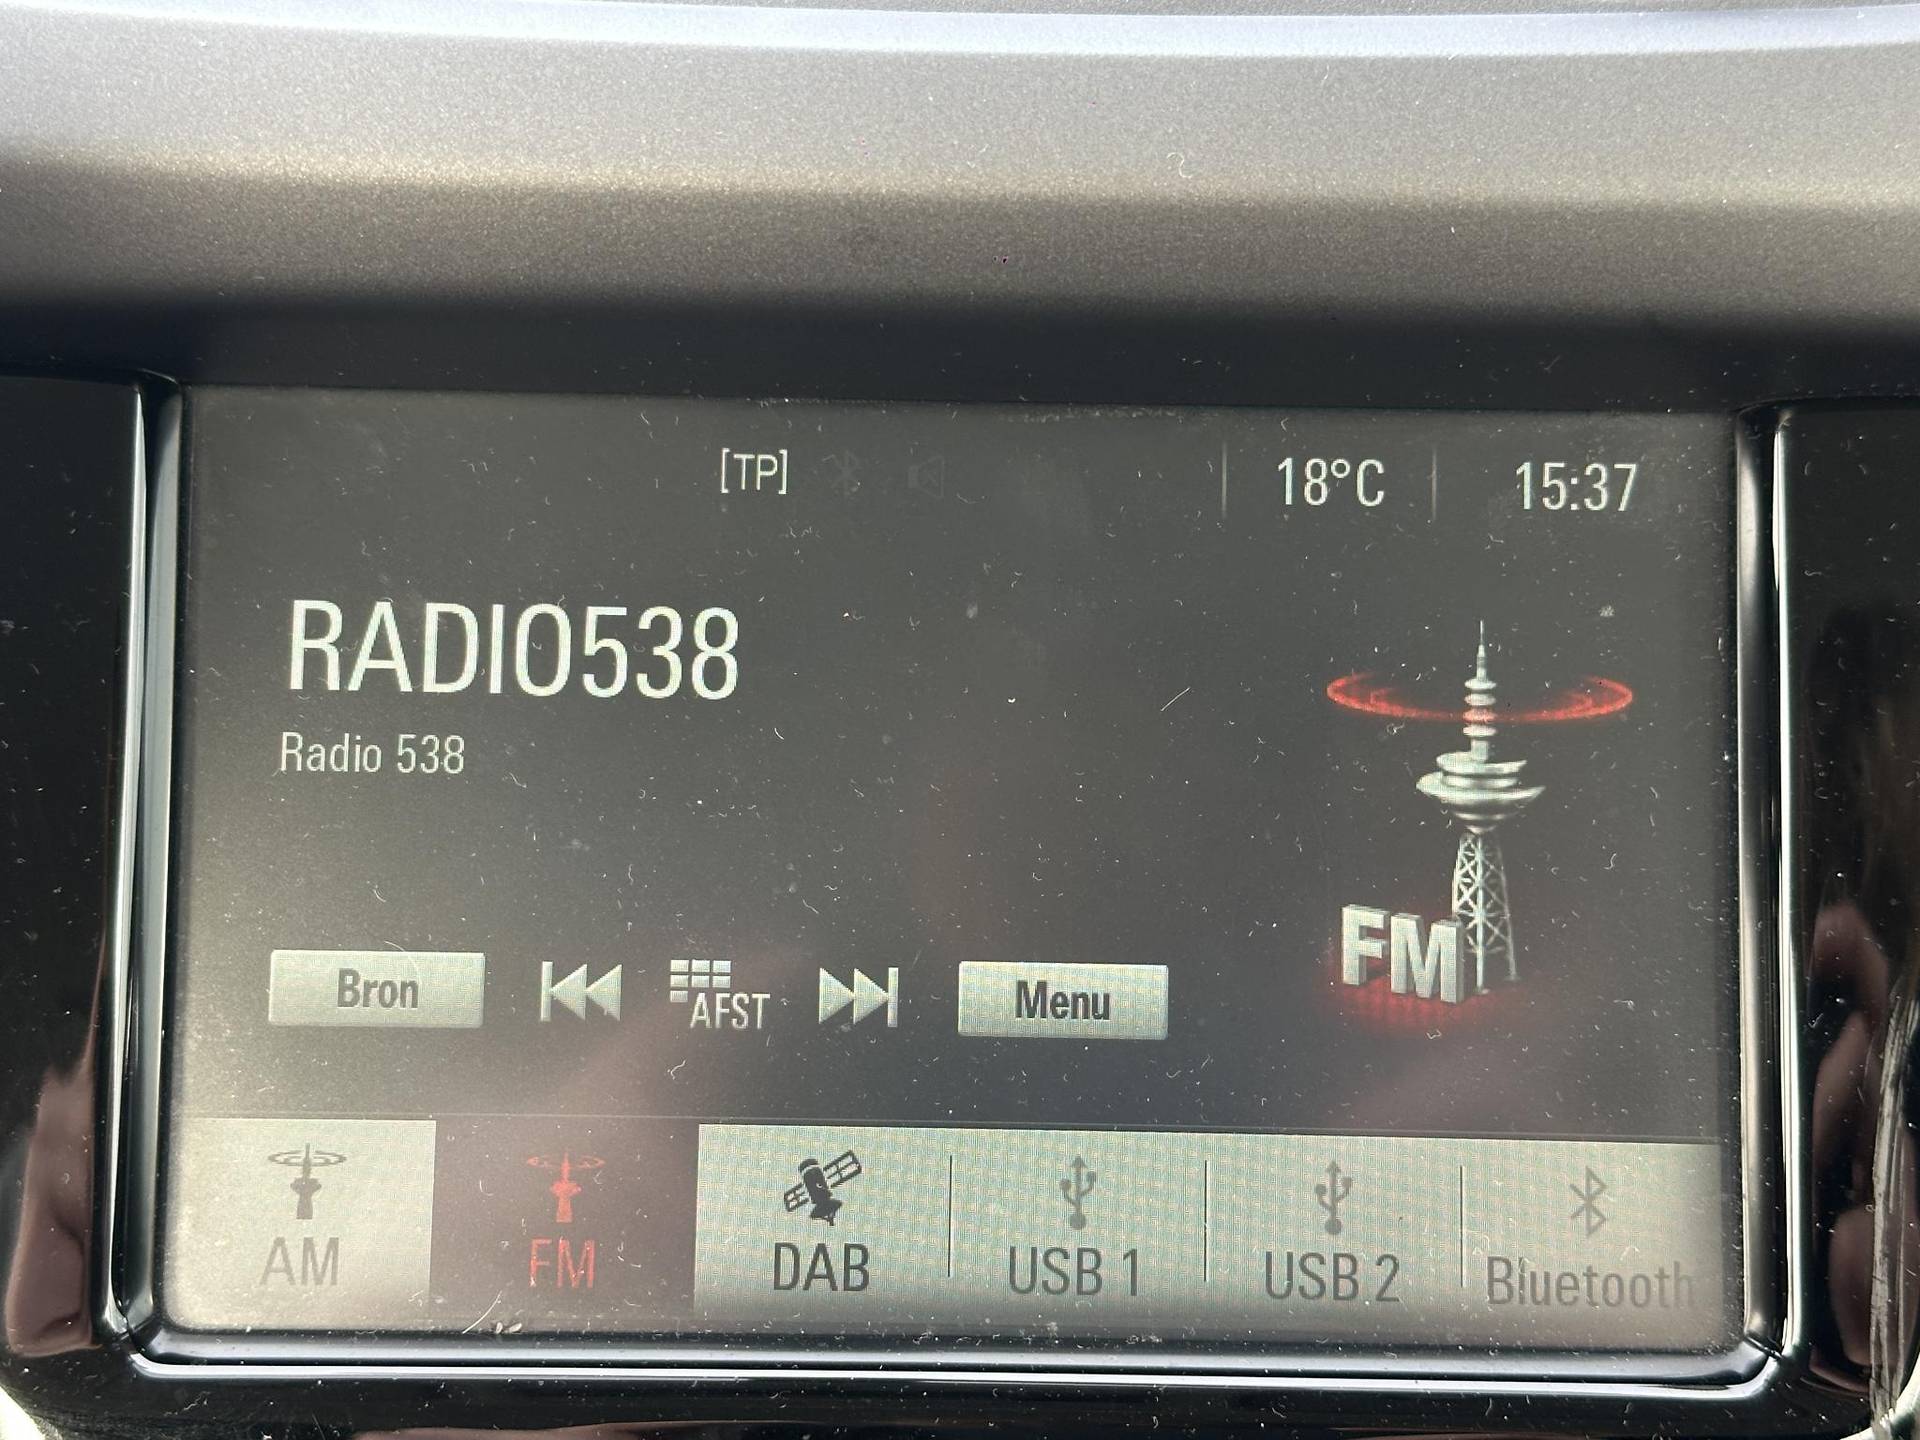 [TP] 18°C 15:37
RADIO538
Radio 538
FM
Bron AFST Menu
AM FM DAB USB 1 USB 2 Bluetooth